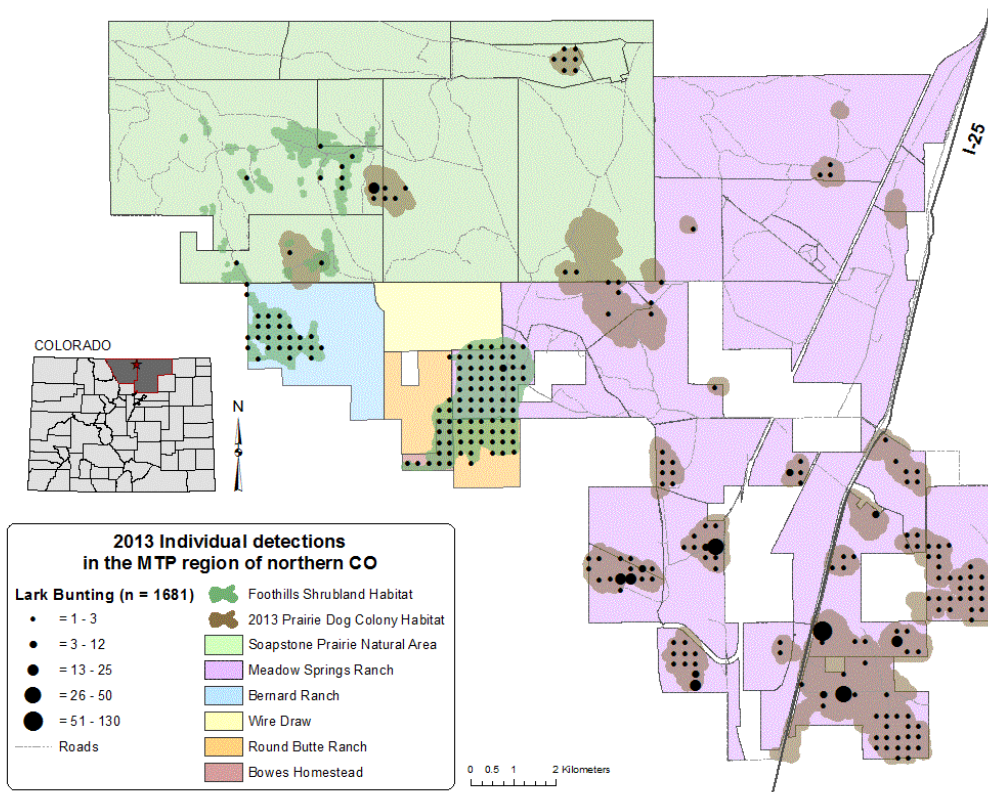 I-25
COLORADO
N
2013 Individual detections
in the MTP region of northern CO
Lark Bunting (n = 1681)
= 1 - 3
= 3 - 12
= 13 - 25
= 26 - 50
= 51 - 130
Roads
Foothills Shrubland Habitat
2013 Prairie Dog Colony Habitat
Soapstone Prairie Natural Area
Meadow Springs Ranch
Bernard Ranch
Wire Draw
Round Butte Ranch
Bowes Homestead
0 0.5 1 2 Kilometers